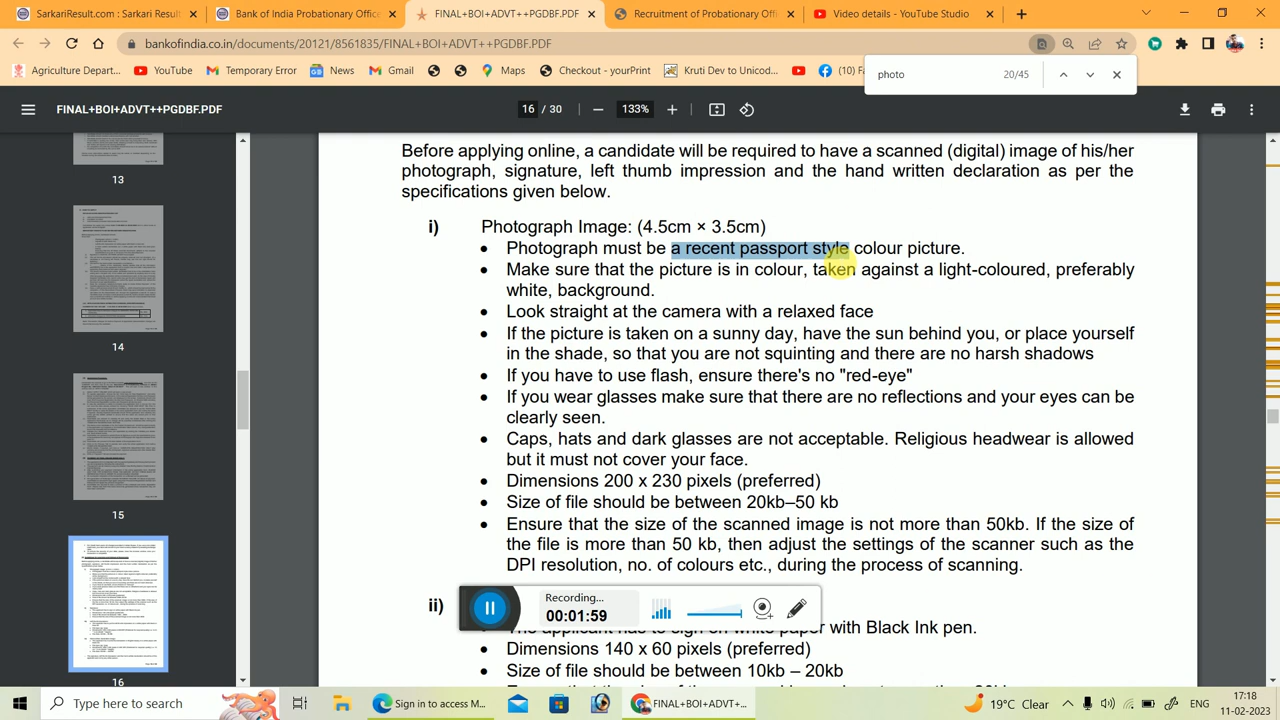 SarkariResult.com : Sarkari Resul
Bank of India Probationary Office
FINAL+BOI+ADVT++PGDBF.PDF
Recruitment of Probationary Offi
Video details - YouTube Studio
bankofindia.co.in/documents/20121/8561835/FINAL+BOI+ADVT++PGDBF.PDF
Agriculture Depart...
YouTube
Temporary Error
News
Gmail
Maps
Checkout - yourPrint
Kruti Dev to Unicod...
(10) Fa
photo
20/45
FINAL+BOI+ADVT++PGDBF.PDF
16 / 30
133%
13
14
15
16
Before applying online, a candidate will be required to have a scanned (digital) image of his/her
photograph, signature, left thumb impression and the hand written declaration as per the
specifications given below.
i) Photograph Image: (4.5cm × 3.5cm)
• Photograph must be a recent passport style colour picture.
• Make sure that the picture is in colour, taken against a light-coloured, preferably
white, background.
• Look straight at the camera with a relaxed face
• If the picture is taken on a sunny day, have the sun behind you, or place yourself
in the shade, so that you are not squinting and there are no harsh shadows
• If you have to use flash, ensure there's no "red-eye"
• If you wear glasses make sure that there are no reflections and your eyes can be
clearly seen.
• Caps, hats and dark glasses are not acceptable. Religious headwear is allowed
but it must not cover your face.
• Dimensions 200 x 230 pixels (preferred)
• Size of file should be between 20kb–50 kb
• Ensure that the size of the scanned image is not more than 50kb. If the size of
the file is more than 50 kb, then adjust the settings of the scanner such as the
DPI resolution, no. of colours etc., during the process of scanning.
ii)
ecording...
00:01:59
with Black Ink pen.
• Dimensions 140 x 60 pixels (preferred)
• Size of file should be between 10kb – 20kb
Type here to search
Sign in to access M...
FINAL+BOI+ADVT+...
19°C Clear
ENG
17:18
11-02-2023